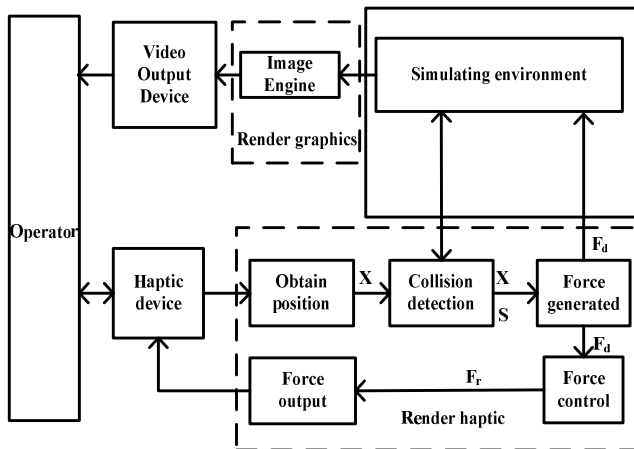 Video
Output
Device
Image
Engine
Render graphics
Simulating environment
Operator
Haptic
device
Obtain
position
X
Collision
detection
X
S
Force
generated
F_d
F_d
Force
output
F_r
Force
control
Render haptic